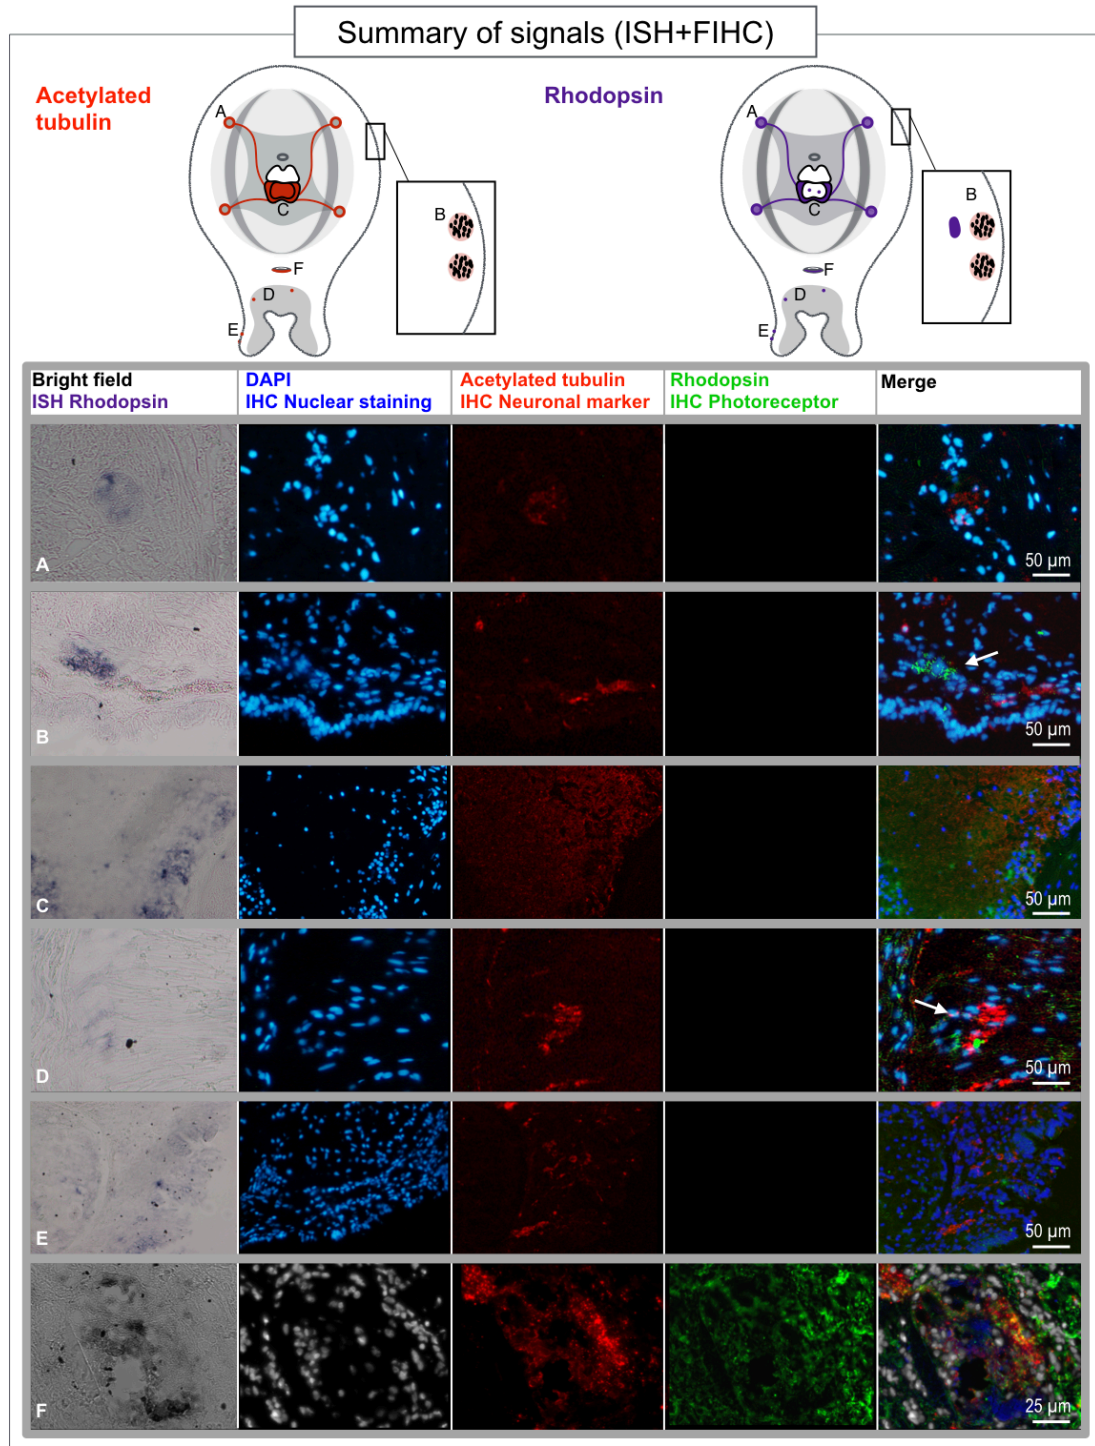 Summary of signals (ISH+FIHC)
Acetylated
tubulin
A
B
C
F
D
E
Rhodopsin
A
B
C
F
D
E
Bright field
ISH Rhodopsin
DAPI
IHC Nuclear staining
Acetylated tubulin
IHC Neuronal marker
Rhodopsin
IHC Photoreceptor
Merge
A
50 µm
B
50 µm
C
50 µm
D
50 µm
E
50 µm
F
25 µm